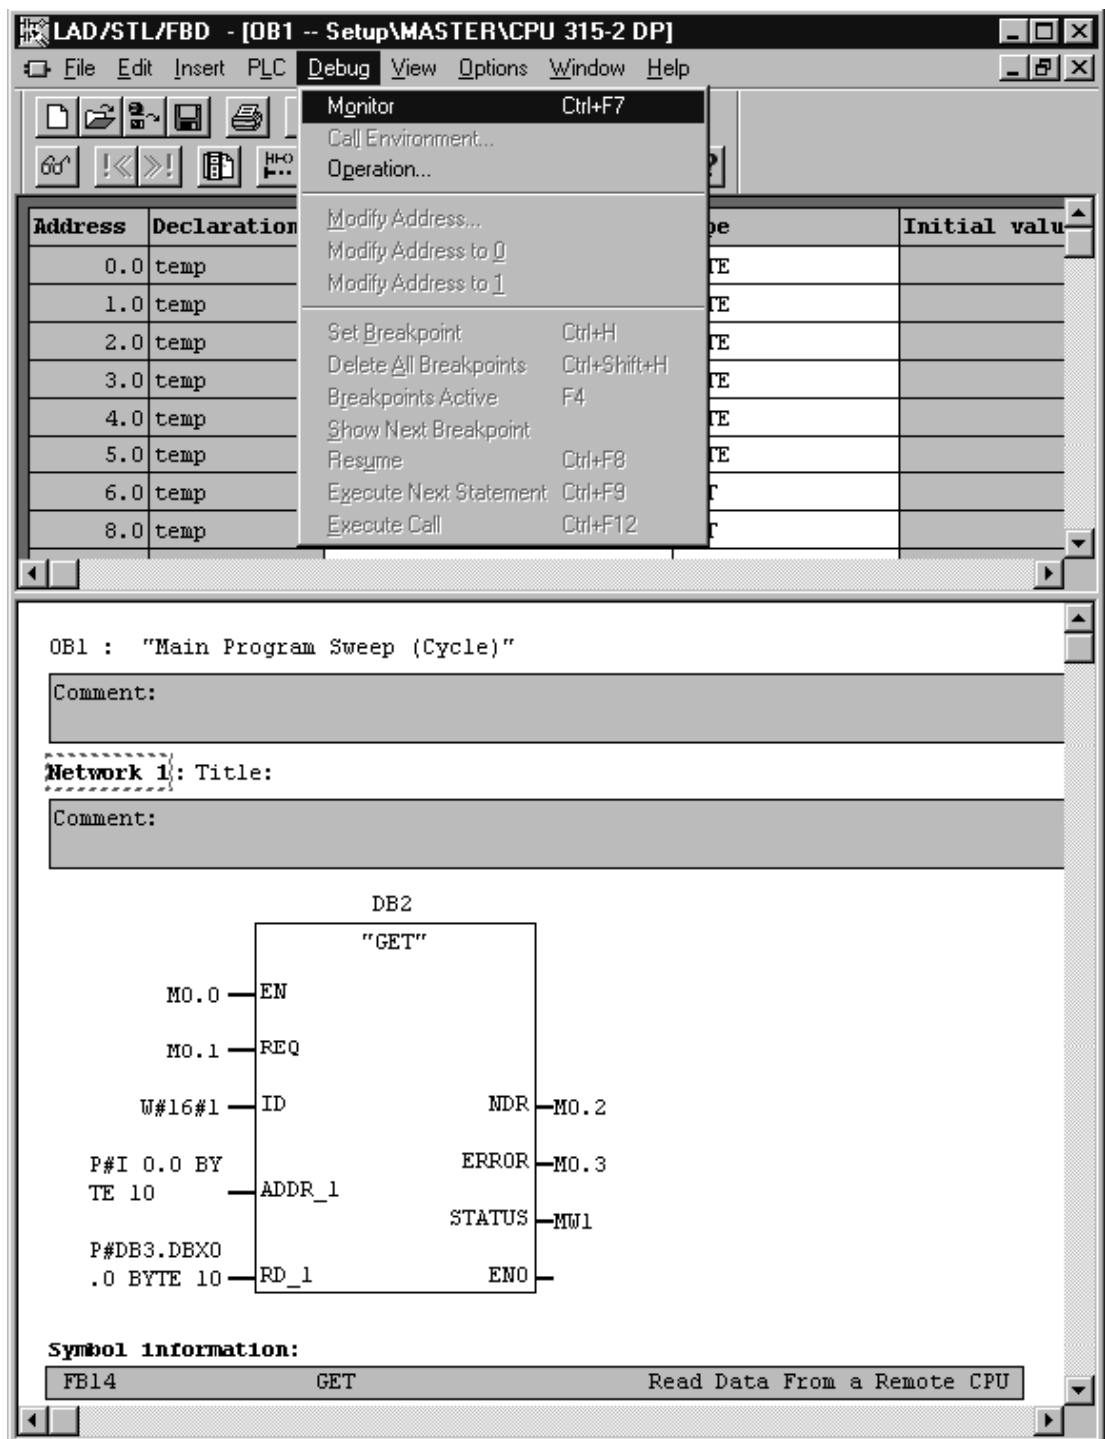 LAD/STL/FBD - [OB1 -- Setup\MASTER\CPU 315-2 DP]
File Edit Insert PLC Debug View Options Window Help
Monitor Ctrl+F7
Call Environment...
Operation...
Modify Address...
Modify Address to 0
Modify Address to 1
Set Breakpoint Ctrl+H
Delete All Breakpoints Ctrl+Shift+H
Breakpoints Active F4
Show Next Breakpoint
Resume Ctrl+F8
Execute Next Statement Ctrl+F9
Execute Call Ctrl+F12
Address Declaration pe Initial valu
0.0 temp TE
1.0 temp TE
2.0 temp TE
3.0 temp TE
4.0 temp TE
5.0 temp TE
6.0 temp T
8.0 temp T
OB1 : "Main Program Sweep (Cycle)"
Comment:
Network 1: Title:
Comment:
DB2
"GET"
M0.0 EN
M0.1 REQ
W#16#1 ID NDR M0.2
P#I 0.0 BY ERROR M0.3
TE 10 ADDR_1
STATUS MW1
P#DB3.DBX0
.0 BYTE 10 RD_1 ENO
Symbol information:
FB14 GET Read Data From a Remote CPU